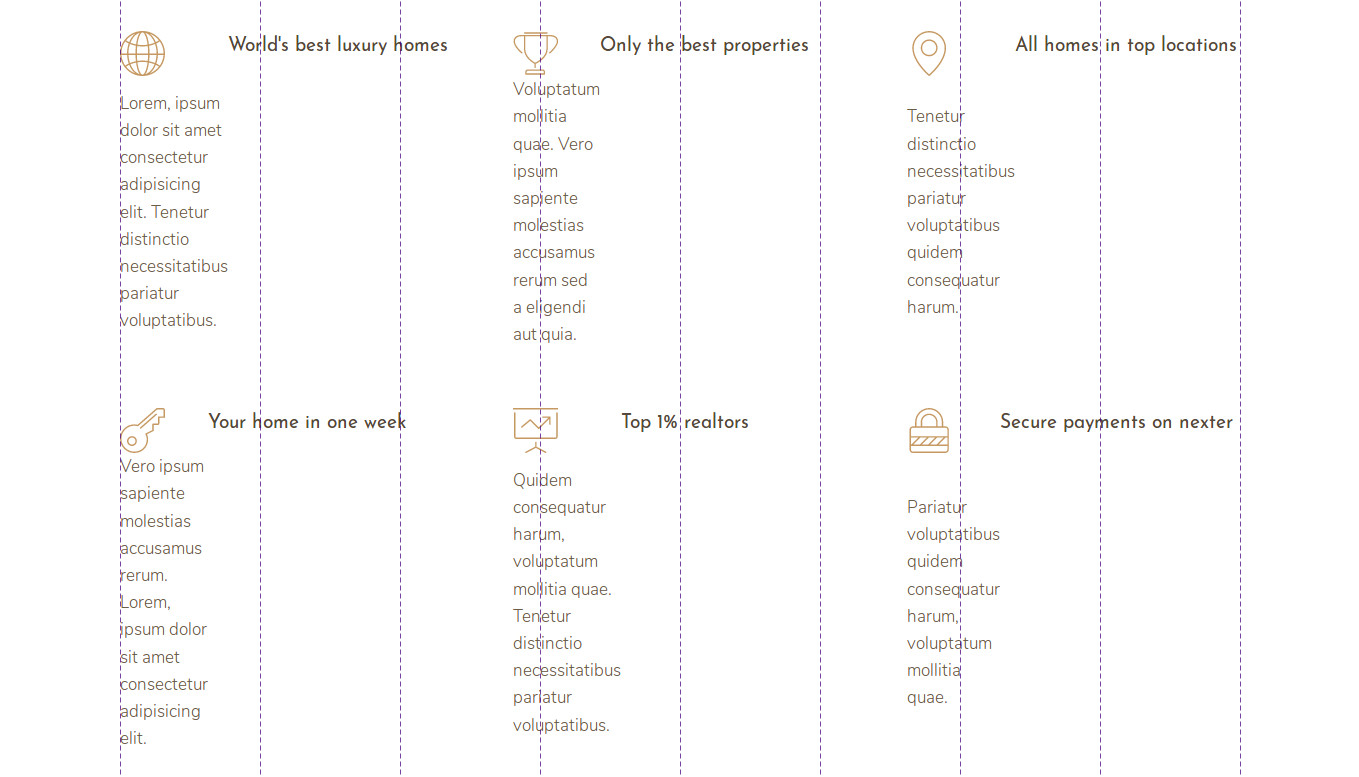 World's best luxury homes
Lorem, ipsum
dolor sit amet
consectetur
adipisicing
elit. Tenetur
distinctio
necessitatibus
pariatur
voluptatibus.
Only the best properties
Voluptatum
mollitia
quae. Vero
ipsum
sapiente
molestias
accusamus
rerum sed
a eligendi
aut quia.
All homes in top locations
Tenetur
distinctio
necessitatibus
pariatur
voluptatibus
quidem
consequatur
harum.
Your home in one week
Vero ipsum
sapiente
molestias
accusamus
rerum.
Lorem,
ipsum dolor
sit amet
consectetur
adipisicing
elit.
Top 1% realtors
Quidem
consequatur
harum,
voluptatum
mollitia quae.
Tenetur
distinctio
necessitatibus
pariatur
voluptatibus.
Secure payments on nexter
Pariatur
voluptatibus
quidem
consequatur
harum,
voluptatum
mollitia
quae.